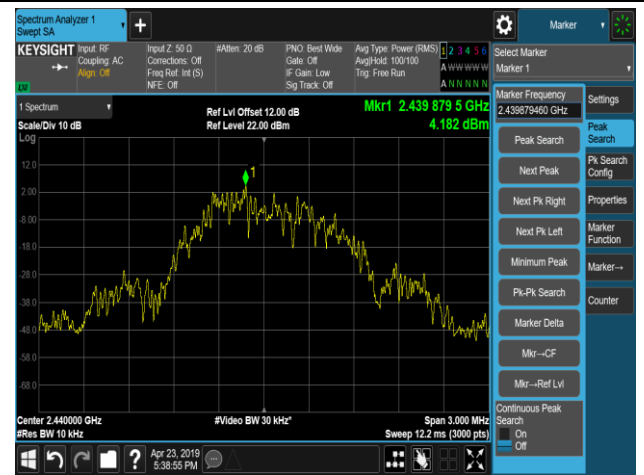 Spectrum Analyzer 1
Swept SA
+
KEYSIGHT
Input: RF
Coupling: AC
Align: Off
Input Z: 50 Ω
Corrections: Off
Freq Ref: Int (S)
NFE: Off
#Atten: 20 dB
PNO: Best Wide
Gate: Off
IF Gain: Low
Sig Track: Off
Avg Type: Power (RMS)
Avg|Hold: 100/100
Trig: Free Run
1 2 3 4 5 6
A W W W W W
A N N N N N
1 Spectrum
Scale/Div 10 dB
Log
Ref Lvl Offset 12.00 dB
Ref Level 22.00 dBm
Mkr1 2.439 879 5 GHz
4.182 dBm
1
12.0
2.00
-8.00
-18.0
-28.0
-38.0
-48.0
-58.0
-68.0
Center 2.440000 GHz
#Res BW 10 kHz
#Video BW 30 kHz*
Span 3.000 MHz
Sweep 12.2 ms (3000 pts)
?
Apr 23, 2019
5:38:55 PM
Marker
Select Marker
Marker 1
Marker Frequency
2.439879460 GHz
Peak Search
Next Peak
Next Pk Right
Next Pk Left
Minimum Peak
Pk-Pk Search
Marker Delta
Mkr→CF
Mkr→Ref Lvl
Continuous Peak
Search
On
Off
Settings
Peak
Search
Pk Search
Config
Properties
Marker
Function
Marker→
Counter